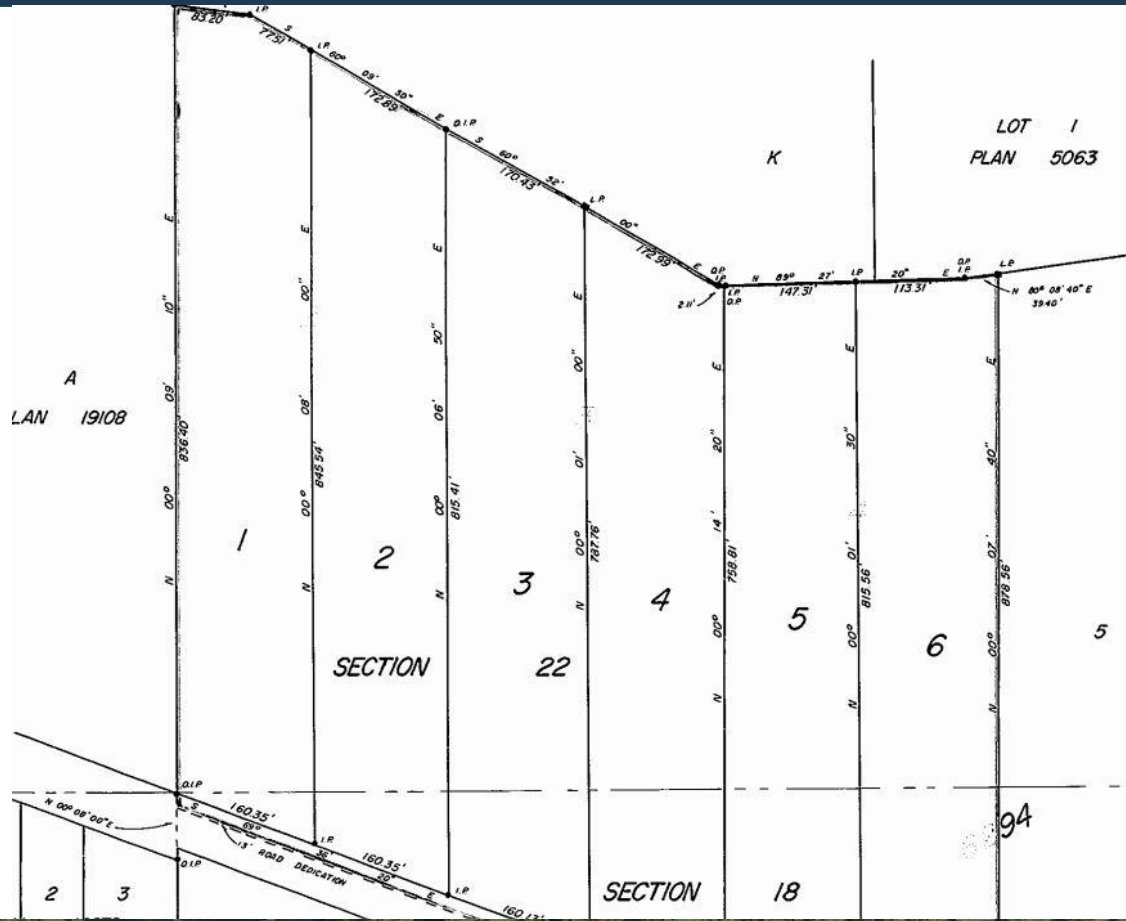 83.20'
I.P.
77.51'
S
I.P.
60°
09'
30"
172.89'
E
O.I.P.
S
60°
52'
170.43'
I.P.
00"
172.99'
E
O.P.
I.P.
I.P.
O.P.
2.11'
N 89° 27' 20" E
147.31'
I.P.
113.31'
O.P.
I.P.
I.P.
N 80° 08' 40" E
39.40'
K
LOT 1
PLAN 5063
A
LAN 19108
N 00° 09' 10" E
836.40'
N 00° 08' 00" E
845.54'
N 00° 06' 50" E
815.41'
N 00° 01' 00" E
787.76'
N 00° 14' 20" E
758.81'
N 00° 01' 30" E
815.56'
N 00° 07' 40" E
878.56'
1
2
3
4
5
6
5
SECTION 22
O.I.P.
N 00° 08' 00" E
S 69° 36' 20" E
160.35'
I.P.
160.35'
I.P.
160.13'
13' ROAD DEDICATION
O.I.P.
2
3
SECTION 18
94